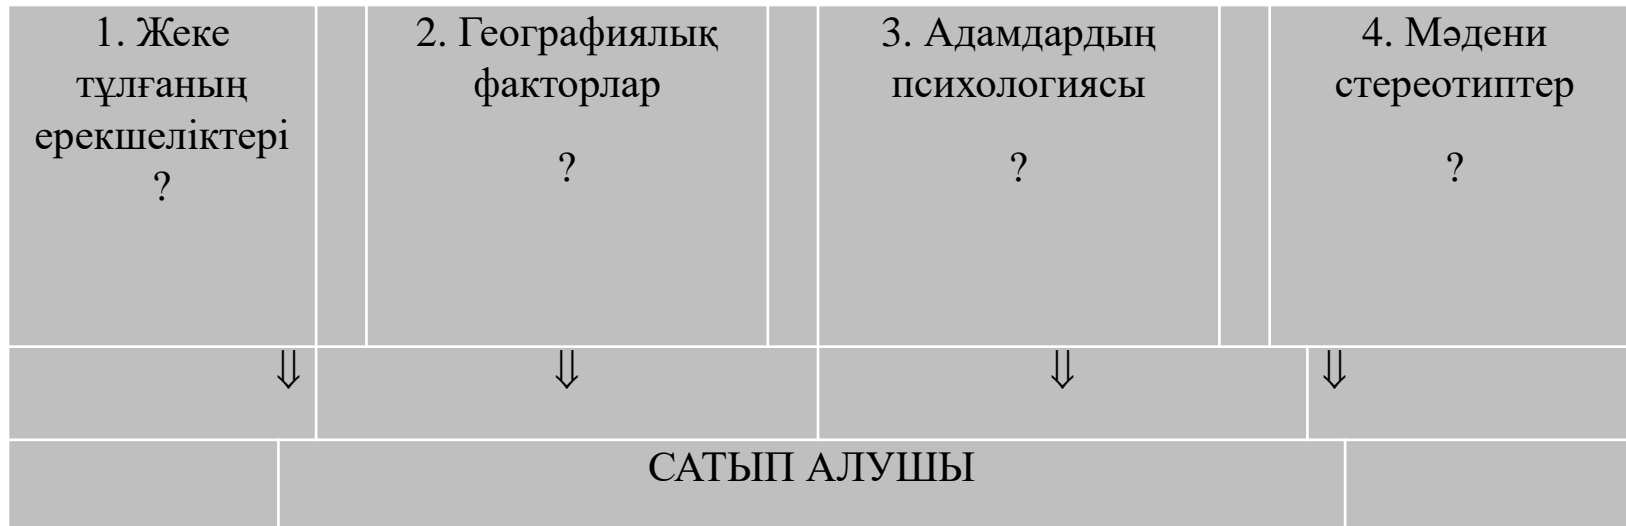 1. Жеке
тұлғаның
ерекшеліктері
?
2. Географиялық
факторлар
?
3. Адамдардың
психологиясы
?
4. Мәдени
стереотиптер
?
⇓ ⇓ ⇓ ⇓
САТЫП АЛУШЫ